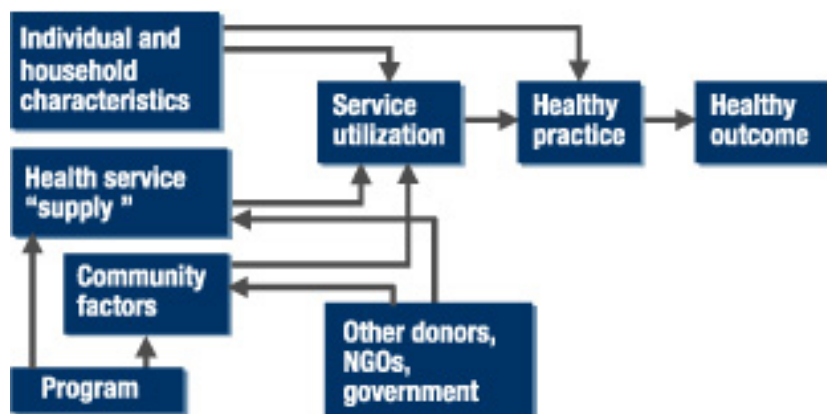 Individual and
household
characteristics
Service
utilization
Healthy
practice
Healthy
outcome
Health service
“supply ”
Community
factors
Other donors,
NGOs,
government
Program